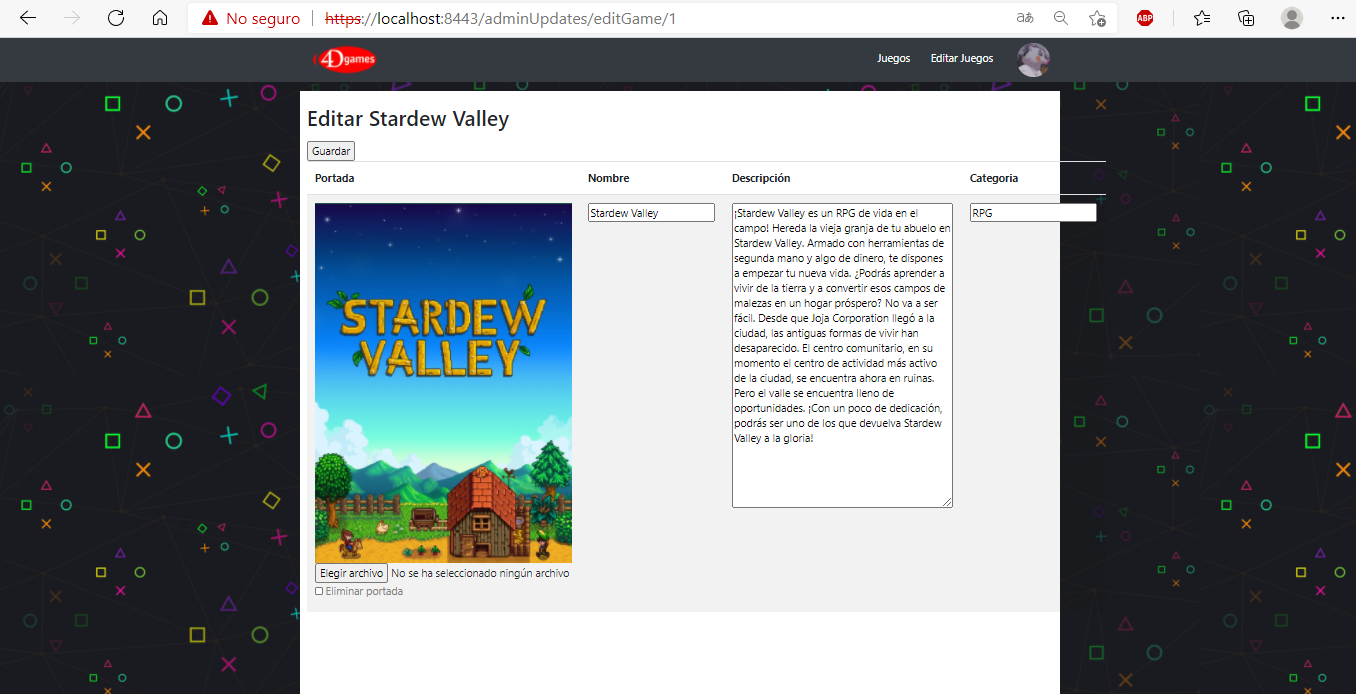 No seguro
https://localhost:8443/adminUpdates/editGame/1
aあ
ABP
4Dgames
Juegos
Editar Juegos
Editar Stardew Valley
Guardar
Portada
Nombre
Descripción
Categoria
STARDEW
VALLEY
Elegir archivo No se ha seleccionado ningún archivo
Eliminar portada
Stardew Valley
¡Stardew Valley es un RPG de vida en el
campo! Hereda la vieja granja de tu abuelo en
Stardew Valley. Armado con herramientas de
segunda mano y algo de dinero, te dispones
a empezar tu nueva vida. ¿Podrás aprender a
vivir de la tierra y a convertir esos campos de
malezas en un hogar próspero? No va a ser
fácil. Desde que Joja Corporation llegó a la
ciudad, las antiguas formas de vivir han
desaparecido. El centro comunitario, en su
momento el centro de actividad más activo
de la ciudad, se encuentra ahora en ruinas.
Pero el valle se encuentra lleno de
oportunidades. ¡Con un poco de dedicación,
podrás ser uno de los que devuelva Stardew
Valley a la gloria!
RPG